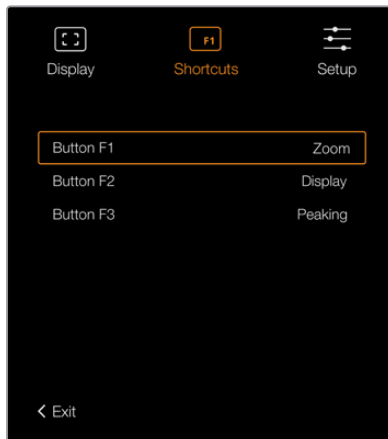 F1
Display Shortcuts Setup
Button F1 Zoom
Button F2 Display
Button F3 Peaking
< Exit